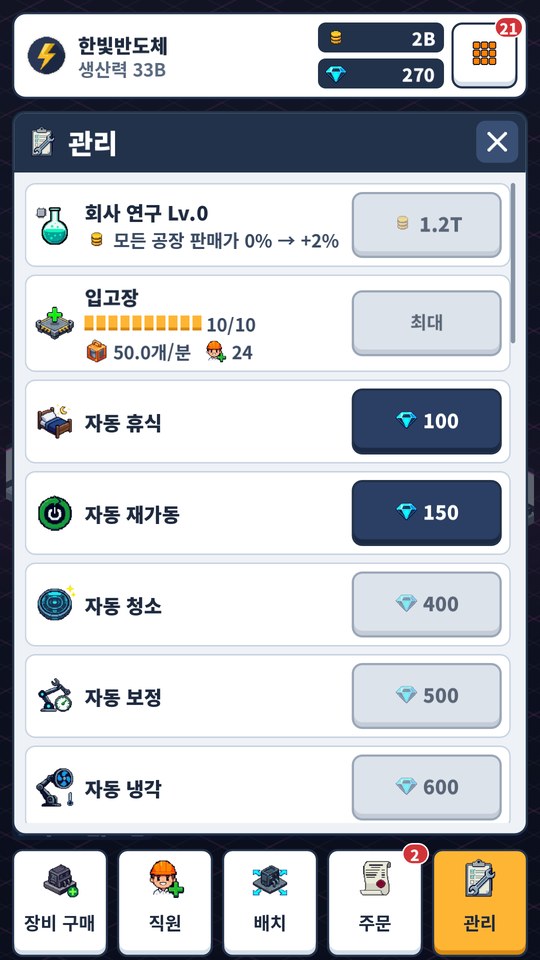 한빛반도체
생산력 33B
2B
270
21
관리
회사 연구 Lv.0
모든 공장 판매가 0% → +2%
1.2T
입고장
10/10
50.0개/분 24
최대
자동 휴식
100
자동 재가동
150
자동 청소
400
자동 보정
500
자동 냉각
600
장비 구매
직원
배치
2
주문
관리